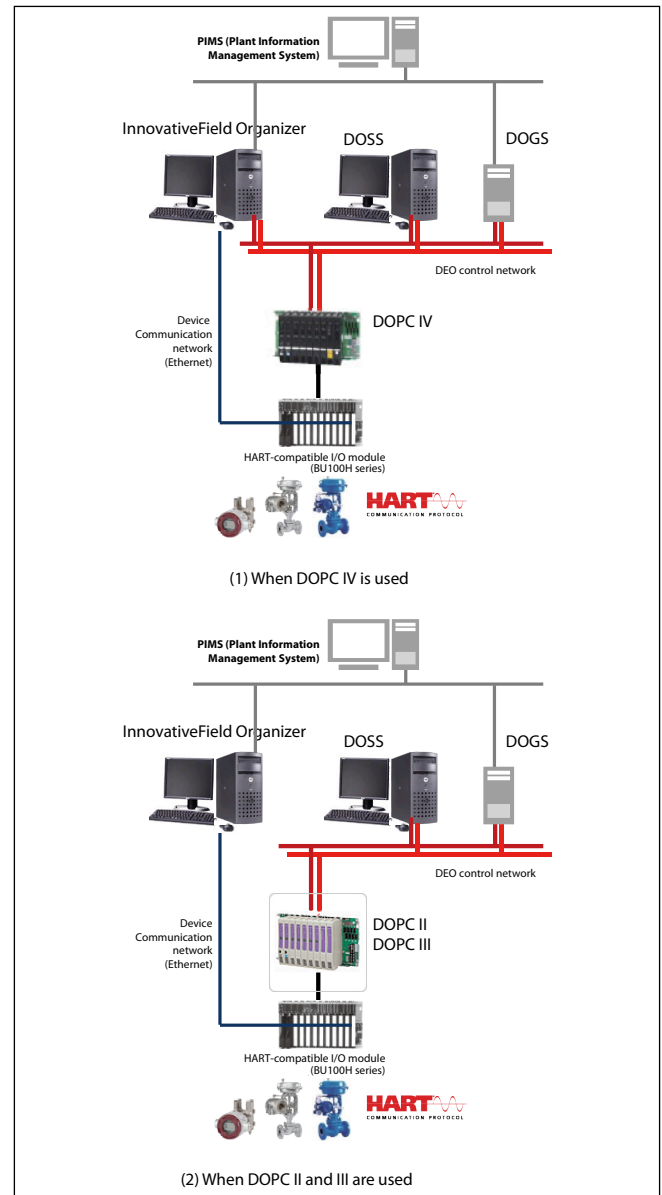 PIMS (Plant Information
Management System)
InnovativeField Organizer
DOSS
DOGS
DEO control network
Device
Communication
network
(Ethernet)
DOPC IV
HART-compatible I/O module
(BU100H series)
HART
COMMUNICATION PROTOCOL
(1) When DOPC IV is used
PIMS (Plant Information
Management System)
InnovativeField Organizer
DOSS
DOGS
DEO control network
Device
Communication
network
(Ethernet)
DOPC II
DOPC III
HART-compatible I/O module
(BU100H series)
HART
COMMUNICATION PROTOCOL
(2) When DOPC II and III are used